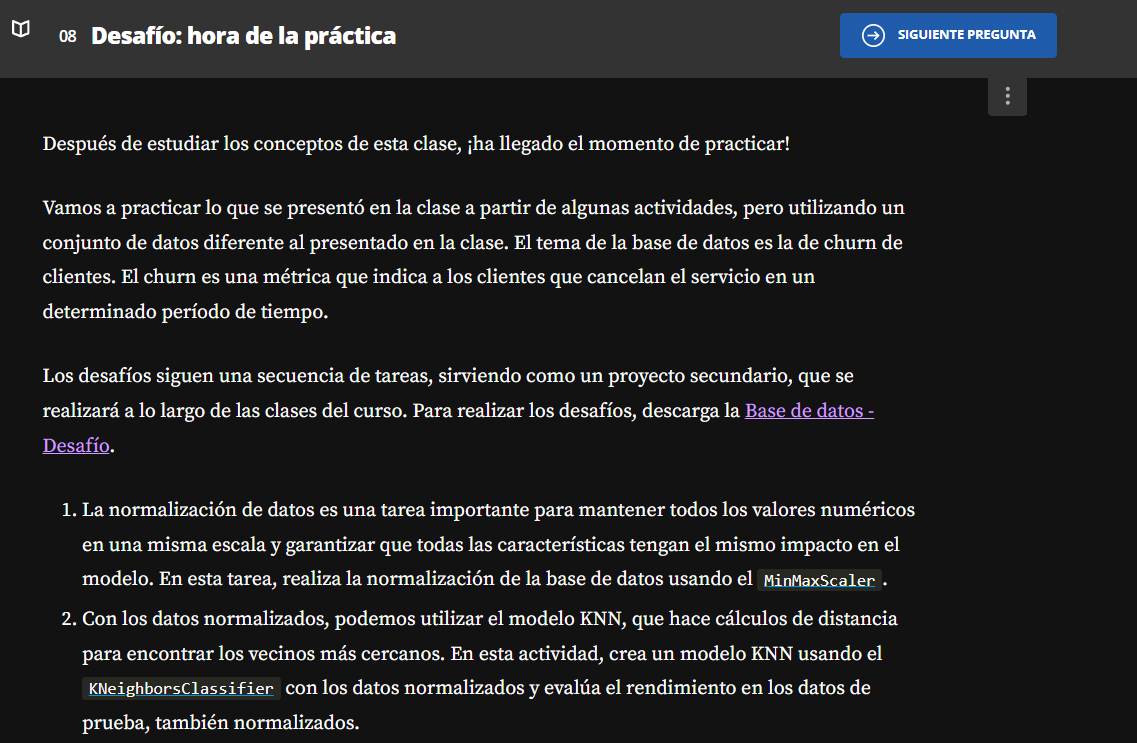 08 Desafío: hora de la práctica
SIGUIENTE PREGUNTA
Después de estudiar los conceptos de esta clase, ¡ha llegado el momento de practicar!
Vamos a practicar lo que se presentó en la clase a partir de algunas actividades, pero utilizando un
conjunto de datos diferente al presentado en la clase. El tema de la base de datos es la de churn de
clientes. El churn es una métrica que indica a los clientes que cancelan el servicio en un
determinado período de tiempo.
Los desafíos siguen una secuencia de tareas, sirviendo como un proyecto secundario, que se
realizará a lo largo de las clases del curso. Para realizar los desafíos, descarga la Base de datos -
Desafío.
1. La normalización de datos es una tarea importante para mantener todos los valores numéricos
en una misma escala y garantizar que todas las características tengan el mismo impacto en el
modelo. En esta tarea, realiza la normalización de la base de datos usando el MinMaxScaler.
2. Con los datos normalizados, podemos utilizar el modelo KNN, que hace cálculos de distancia
para encontrar los vecinos más cercanos. En esta actividad, crea un modelo KNN usando el
KNeighborsClassifier con los datos normalizados y evalúa el rendimiento en los datos de
prueba, también normalizados.